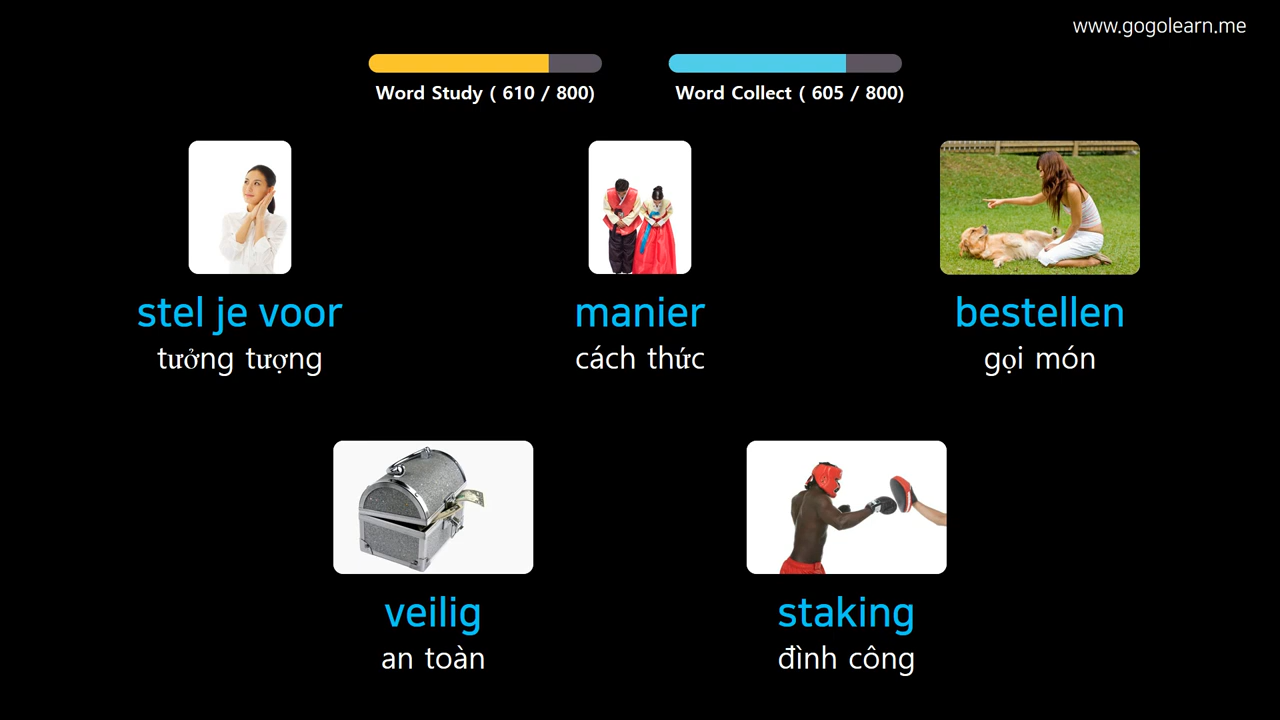 www.gogolearn.me
Word Study ( 610 / 800)
Word Collect ( 605 / 800)
stel je voor
tưởng tượng
manier
cách thức
bestellen
gọi món
veilig
an toàn
staking
đình công